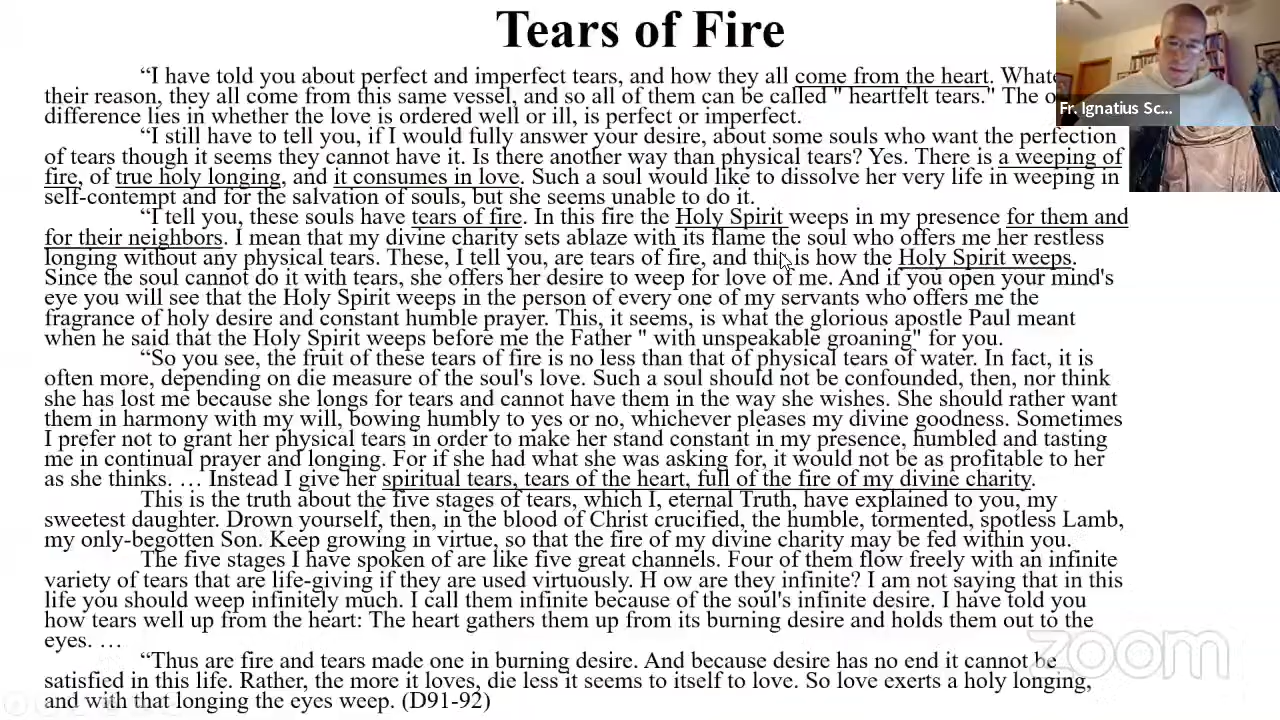 Tears of Fire
“I have told you about perfect and imperfect tears, and how they all come from the heart.
their reason, they all come from this same vessel, and so all of them can be called " heartfelt tears." The
difference lies in whether the love is ordered well or ill, is perfect or imperfect.
“I still have to tell you, if I would fully answer your desire, about some souls who want the perfection
of tears though it seems they cannot have it. Is there another way than physical tears? Yes. There is a weeping of
fire, of true holy longing, and it consumes in love. Such a soul would like to dissolve her very life in weeping in
self-contempt and for the salvation of souls, but she seems unable to do it.
“I tell you, these souls have tears of fire. In this fire the Holy Spirit weeps in my presence for them and
for their neighbors. I mean that my divine charity sets ablaze with its flame the soul who offers me her restless
longing without any physical tears. These, I tell you, are tears of fire, and this is how the Holy Spirit weeps.
Since the soul cannot do it with tears, she offers her desire to weep for love of me. And if you open your mind's
eye you will see that the Holy Spirit weeps in the person of every one of my servants who offers me the
fragrance of holy desire and constant humble prayer. This, it seems, is what the glorious apostle Paul meant
when he said that the Holy Spirit weeps before me the Father " with unspeakable groaning" for you.
“So you see, the fruit of these tears of fire is no less than that of physical tears of water. In fact, it is
often more, depending on die measure of the soul's love. Such a soul should not be confounded, then, nor think
she has lost me because she longs for tears and cannot have them in the way she wishes. She should rather want
them in harmony with my will, bowing humbly to yes or no, whichever pleases my divine goodness. Sometimes
I prefer not to grant her physical tears in order to make her stand constant in my presence, humbled and tasting
me in continual prayer and longing. For if she had what she was asking for, it would not be as profitable to her
as she thinks. … Instead I give her spiritual tears, tears of the heart, full of the fire of my divine charity.
This is the truth about the five stages of tears, which I, eternal Truth, have explained to you, my
sweetest daughter. Drown yourself, then, in the blood of Christ crucified, the humble, tormented, spotless Lamb,
my only-begotten Son. Keep growing in virtue, so that the fire of my divine charity may be fed within you.
The five stages I have spoken of are like five great channels. Four of them flow freely with an infinite
variety of tears that are life-giving if they are used virtuously. H ow are they infinite? I am not saying that in this
life you should weep infinitely much. I call them infinite because of the soul's infinite desire. I have told you
how tears well up from the heart: The heart gathers them up from its burning desire and holds them out to the
eyes. …
“Thus are fire and tears made one in burning desire. And because desire has no end it cannot be
satisfied in this life. Rather, the more it loves, die less it seems to itself to love. So love exerts a holy longing,
and with that longing the eyes weep. (D91-92)
Fr. Ignatius Sc...
zoom